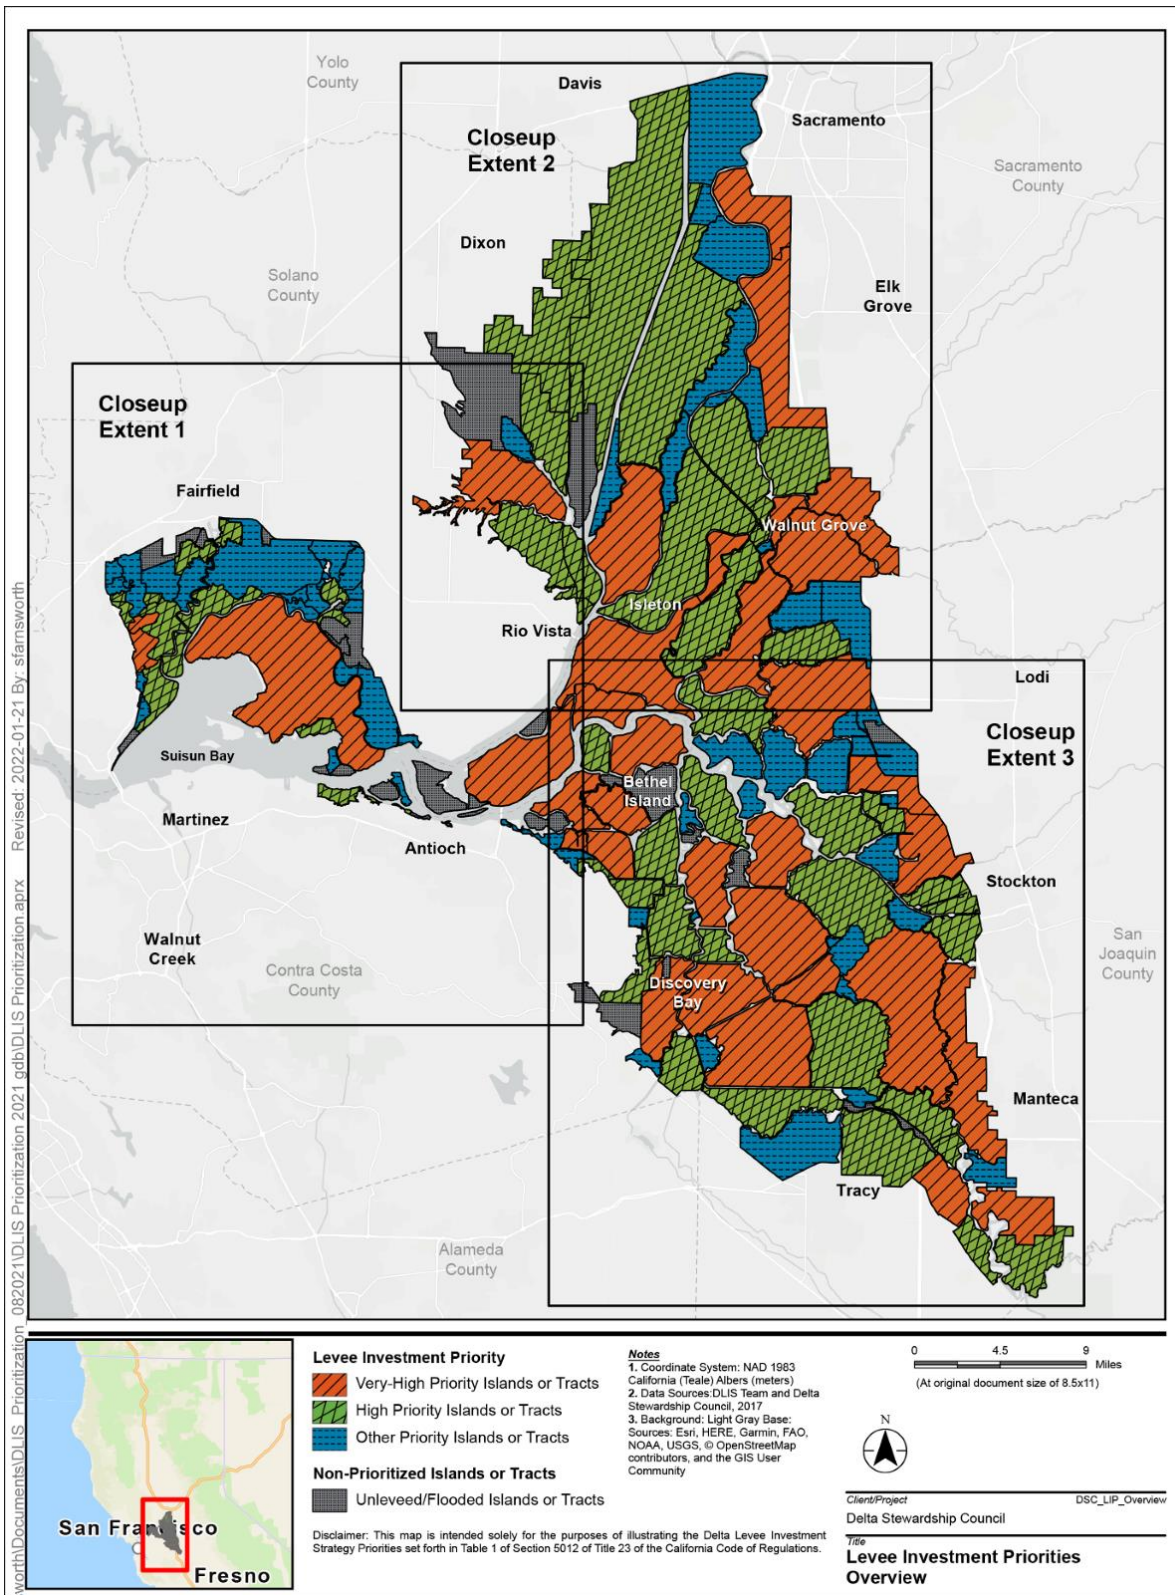 Yolo
County
Davis
Sacramento
Closeup
Extent 2
Sacramento
County
Dixon
Solano
County
Elk
Grove
Closeup
Extent 1
Fairfield
Walnut Grove
Isleton
Rio Vista
Lodi
Closeup
Extent 3
Suisun Bay
Bethel
Island
Martinez
Antioch
Stockton
Walnut
Creek
San
Joaquin
County
Contra Costa
County
Discovery
Bay
Manteca
Tracy
Alameda
County
sworth\Documents\DLIS_Prioritization_082021\DLIS Prioritization 2021 gdb\DLIS Prioritization.aprx Revised: 2022-01-21 By: sfarnsworth
San Francisco
Fresno
Levee Investment Priority
Very-High Priority Islands or Tracts
High Priority Islands or Tracts
Other Priority Islands or Tracts
Non-Prioritized Islands or Tracts
Unleveed/Flooded Islands or Tracts
Notes
1. Coordinate System: NAD 1983
California (Teale) Albers (meters)
2. Data Sources:DLIS Team and Delta
Stewardship Council, 2017
3. Background: Light Gray Base:
Sources: Esri, HERE, Garmin, FAO,
NOAA, USGS, © OpenStreetMap
contributors, and the GIS User
Community
Disclaimer: This map is intended solely for the purposes of illustrating the Delta Levee Investment
Strategy Priorities set forth in Table 1 of Section 5012 of Title 23 of the California Code of Regulations.
0 4.5 9
Miles
(At original document size of 8.5x11)
N
Client/Project DSC_LIP_Overview
Delta Stewardship Council
Title
Levee Investment Priorities
Overview